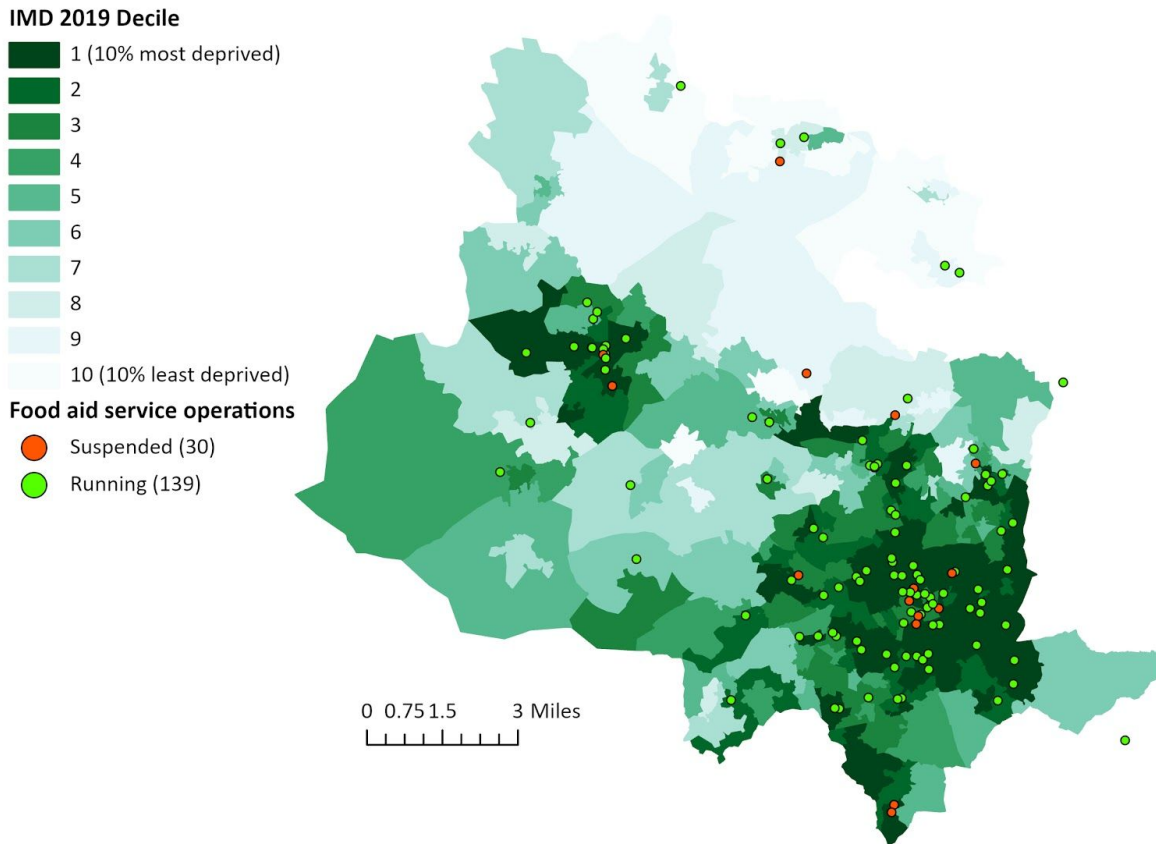 IMD 2019 Decile
1 (10% most deprived)
2
3
4
5
6
7
8
9
10 (10% least deprived)
Food aid service operations
Suspended (30)
Running (139)
0 0.75 1.5 3 Miles